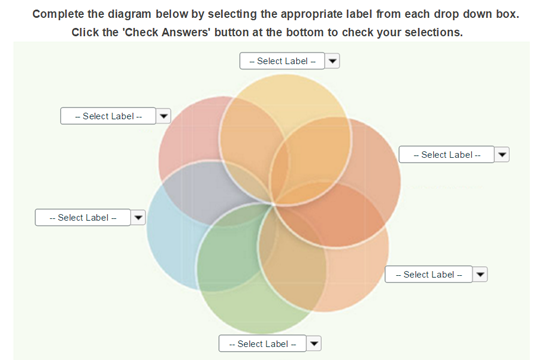 Complete the diagram below by selecting the appropriate label from each drop down box.
Click the 'Check Answers' button at the bottom to check your selections.
-- Select Label --
-- Select Label --
-- Select Label --
-- Select Label --
-- Select Label --
-- Select Label --